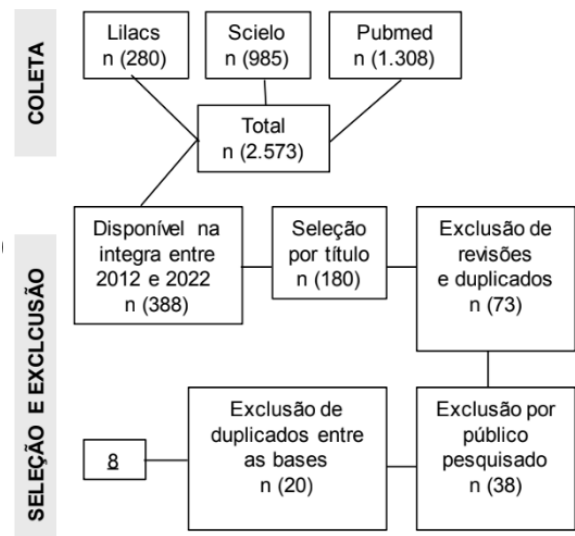 COLETA
Lilacs
n (280)
Scielo
n (985)
Pubmed
n (1.308)
Total
n (2.573)
SELEÇÃO E EXCLCUSÃO
Disponível na
integra entre
2012 e 2022
n (388)
Seleção
por título
n (180)
Exclusão de
revisões
e duplicados
n (73)
Exclusão por
público
pesquisado
n (38)
Exclusão de
duplicados entre
as bases
n (20)
8